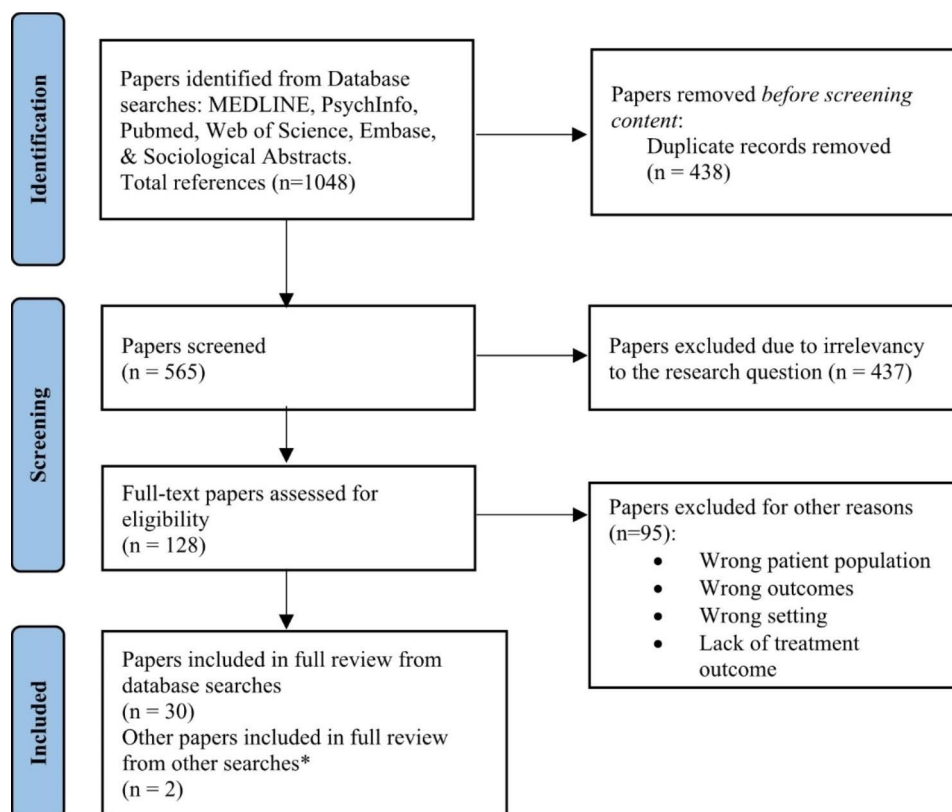 Identification
Papers identified from Database
searches: MEDLINE, PsychInfo,
Pubmed, Web of Science, Embase,
& Sociological Abstracts.
Total references (n=1048)
Papers removed before screening
content:
Duplicate records removed
(n = 438)
Screening
Papers screened
(n = 565)
Papers excluded due to irrelevancy
to the research question (n = 437)
Full-text papers assessed for
eligibility
(n = 128)
Papers excluded for other reasons
(n=95):
• Wrong patient population
• Wrong outcomes
• Wrong setting
• Lack of treatment
outcome
Included
Papers included in full review from
database searches
(n = 30)
Other papers included in full review
from other searches*
(n = 2)